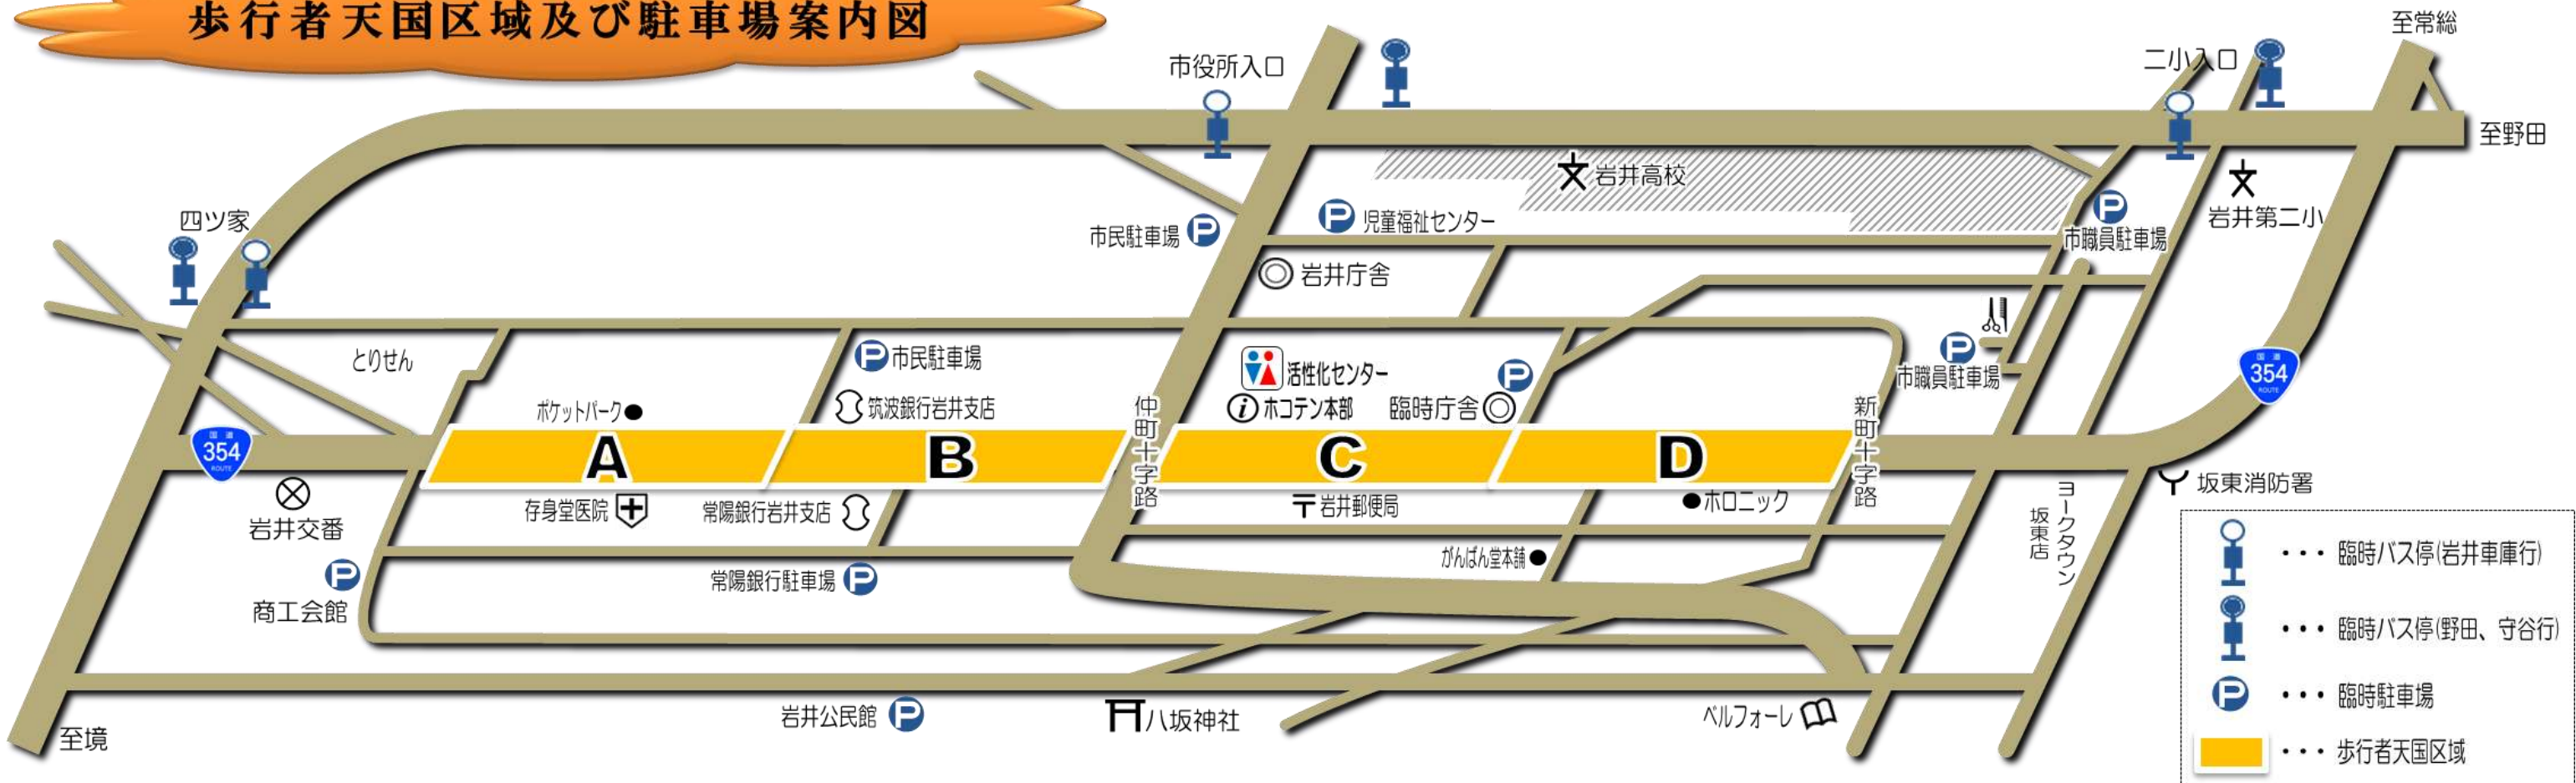 歩行者天国区域及び駐車場案内図
至常総
市役所入口
二小入口
至野田
岩井高校
四ツ家
市民駐車場
P
P
児童福祉センター
P
岩井第二小
市職員駐車場
岩井庁舎
とりせん
P
市民駐車場
活性化センター
P
P
市職員駐車場
国道
354
ROUTE
ポケットパーク
筑波銀行岩井支店
仲町十字路
i
ホコテン本部
臨時庁舎
新町十字路
国道
354
ROUTE
A
B
C
D
岩井交番
存身堂医院
常陽銀行岩井支店
〒岩井郵便局
ホロニック
ヨークタウン
坂東店
坂東消防署
がんばん堂本舗
P
商工会館
常陽銀行駐車場
P
岩井公民館
P
八坂神社
ベルフォーレ
至境
・・・臨時バス停(岩井車庫行)
・・・臨時バス停(野田、守谷行)
P
・・・臨時駐車場
・・・歩行者天国区域